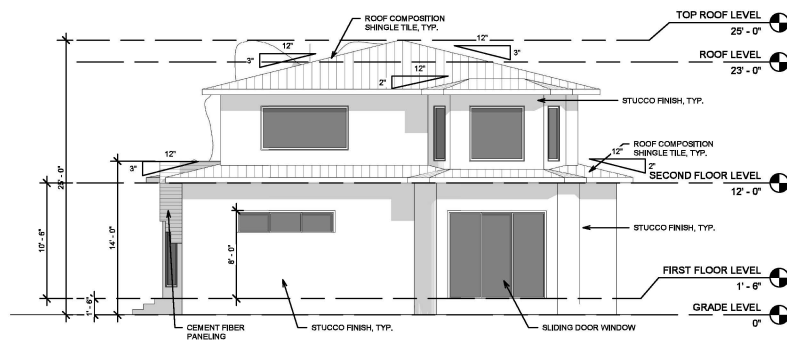 ROOF COMPOSITION
SHINGLE TILE, TYP.
TOP ROOF LEVEL
25' - 0"
12"
3"
12"
3"
ROOF LEVEL
23' - 0"
12"
2"
STUCCO FINISH, TYP.
ROOF COMPOSITION
SHINGLE TILE, TYP.
12"
3"
12"
2"
SECOND FLOOR LEVEL
12' - 0"
25' - 0"
10' - 6"
14' - 0"
STUCCO FINISH, TYP.
FIRST FLOOR LEVEL
1' - 6"
1' - 6"
GRADE LEVEL
0"
CEMENT FIBER
PANELING
STUCCO FINISH, TYP.
SLIDING DOOR WINDOW